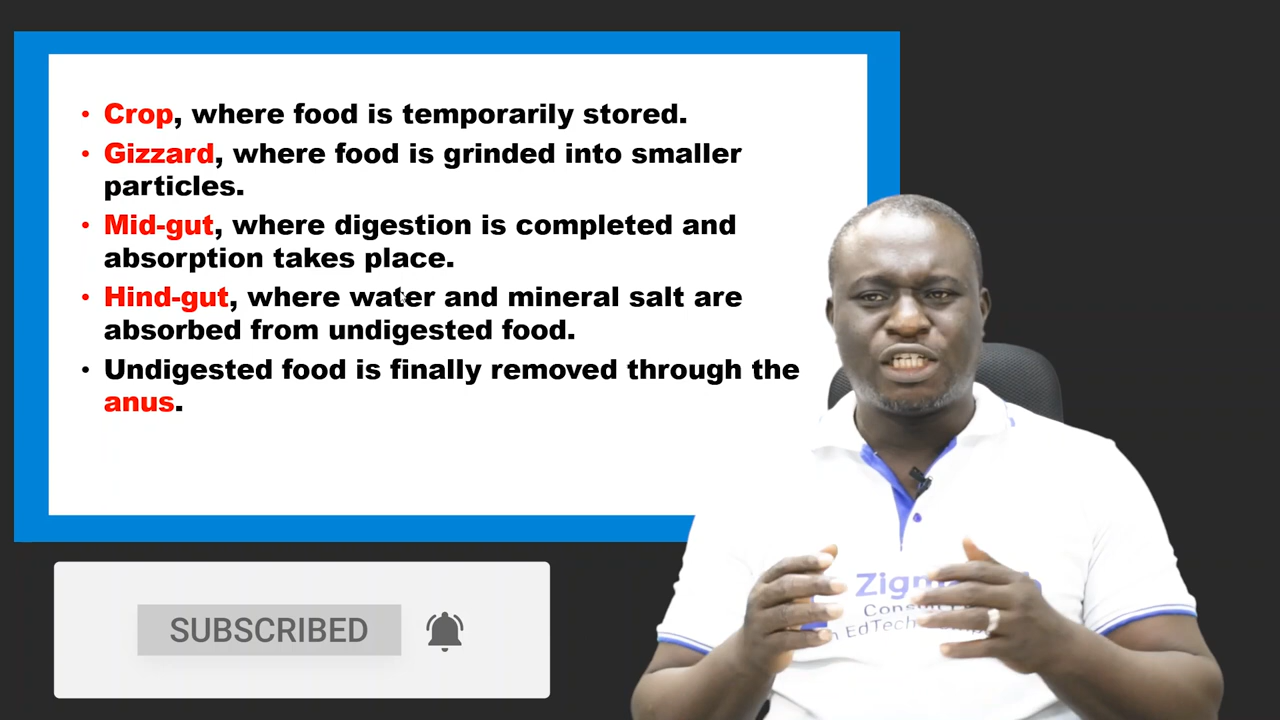 • Crop, where food is temporarily stored.
• Gizzard, where food is grinded into smaller
particles.
• Mid-gut, where digestion is completed and
absorption takes place.
• Hind-gut, where water and mineral salt are
absorbed from undigested food.
• Undigested food is finally removed through the
anus.
SUBSCRIBED
EdTech